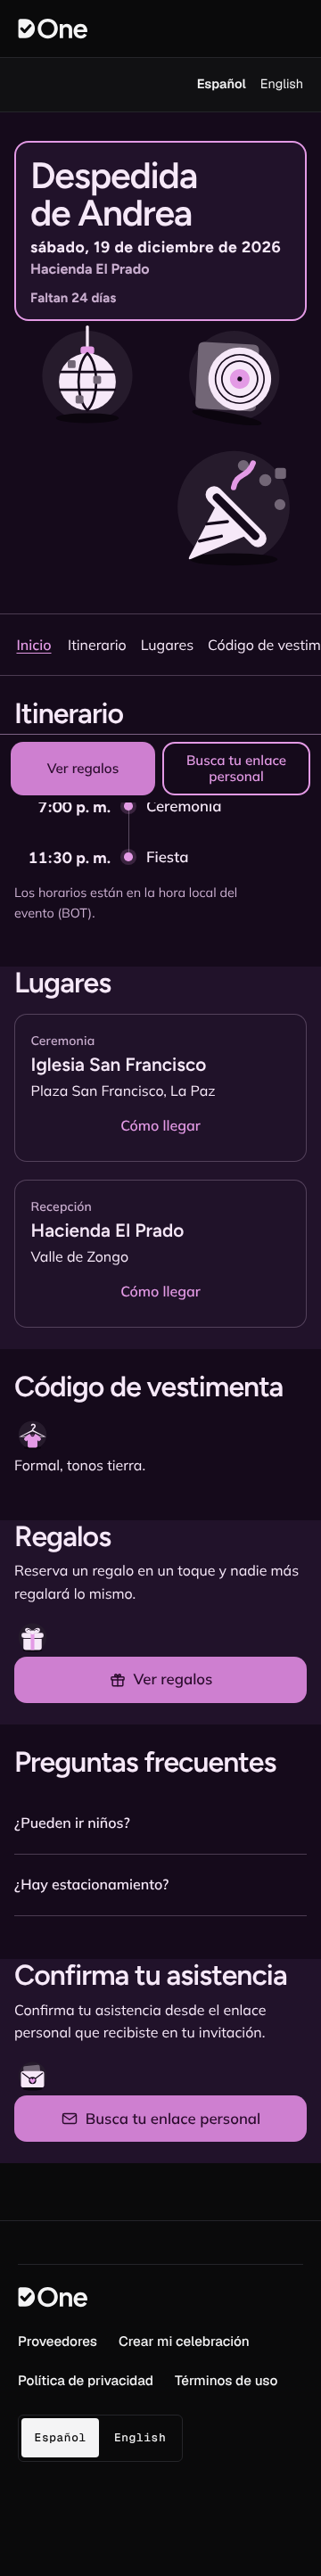 DOne
Español English
Despedida
de Andrea
sábado, 19 de diciembre de 2026
Hacienda El Prado
Faltan 24 días
Inicio Itinerario Lugares Código de vestim
Itinerario
Ver regalos
Busca tu enlace
personal
7:00 p. m. Ceremonia
11:30 p. m. Fiesta
Los horarios están en la hora local del
evento (BOT).
Lugares
Ceremonia
Iglesia San Francisco
Plaza San Francisco, La Paz
Cómo llegar
Recepción
Hacienda El Prado
Valle de Zongo
Cómo llegar
Código de vestimenta
Formal, tonos tierra.
Regalos
Reserva un regalo en un toque y nadie más
regalará lo mismo.
Ver regalos
Preguntas frecuentes
¿Pueden ir niños?
¿Hay estacionamiento?
Confirma tu asistencia
Confirma tu asistencia desde el enlace
personal que recibiste en tu invitación.
Busca tu enlace personal
DOne
Proveedores Crear mi celebración
Política de privacidad Términos de uso
Español English